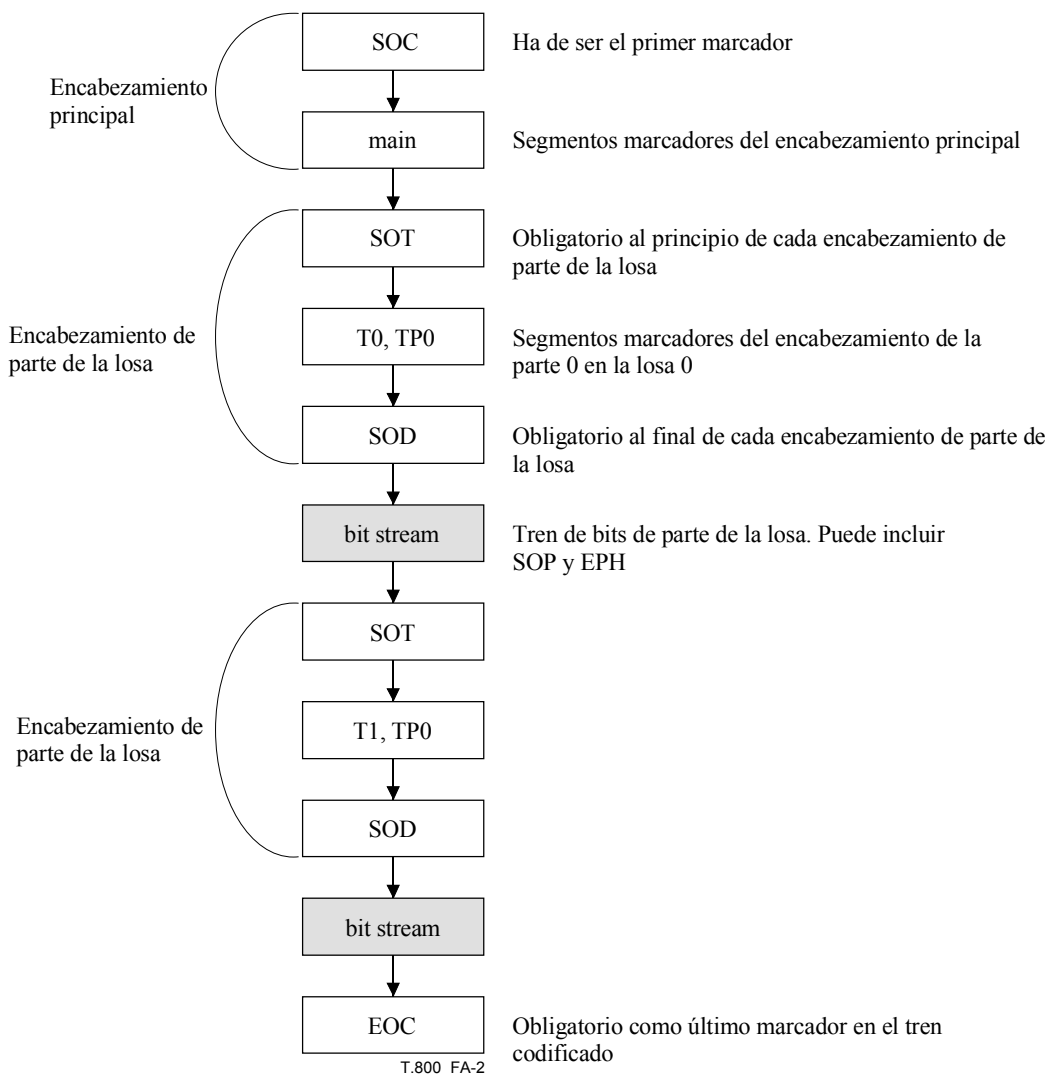 SOC
Ha de ser el primer marcador
Encabezamiento
principal
main
Segmentos marcadores del encabezamiento principal
SOT
Obligatorio al principio de cada encabezamiento de
parte de la losa
Encabezamiento de
parte de la losa
T0, TP0
Segmentos marcadores del encabezamiento de la
parte 0 en la losa 0
SOD
Obligatorio al final de cada encabezamiento de parte de
la losa
bit stream
Tren de bits de parte de la losa. Puede incluir
SOP y EPH
SOT
Encabezamiento de
parte de la losa
T1, TP0
SOD
bit stream
EOC
Obligatorio como último marcador en el tren
codificado
T.800_FA-2